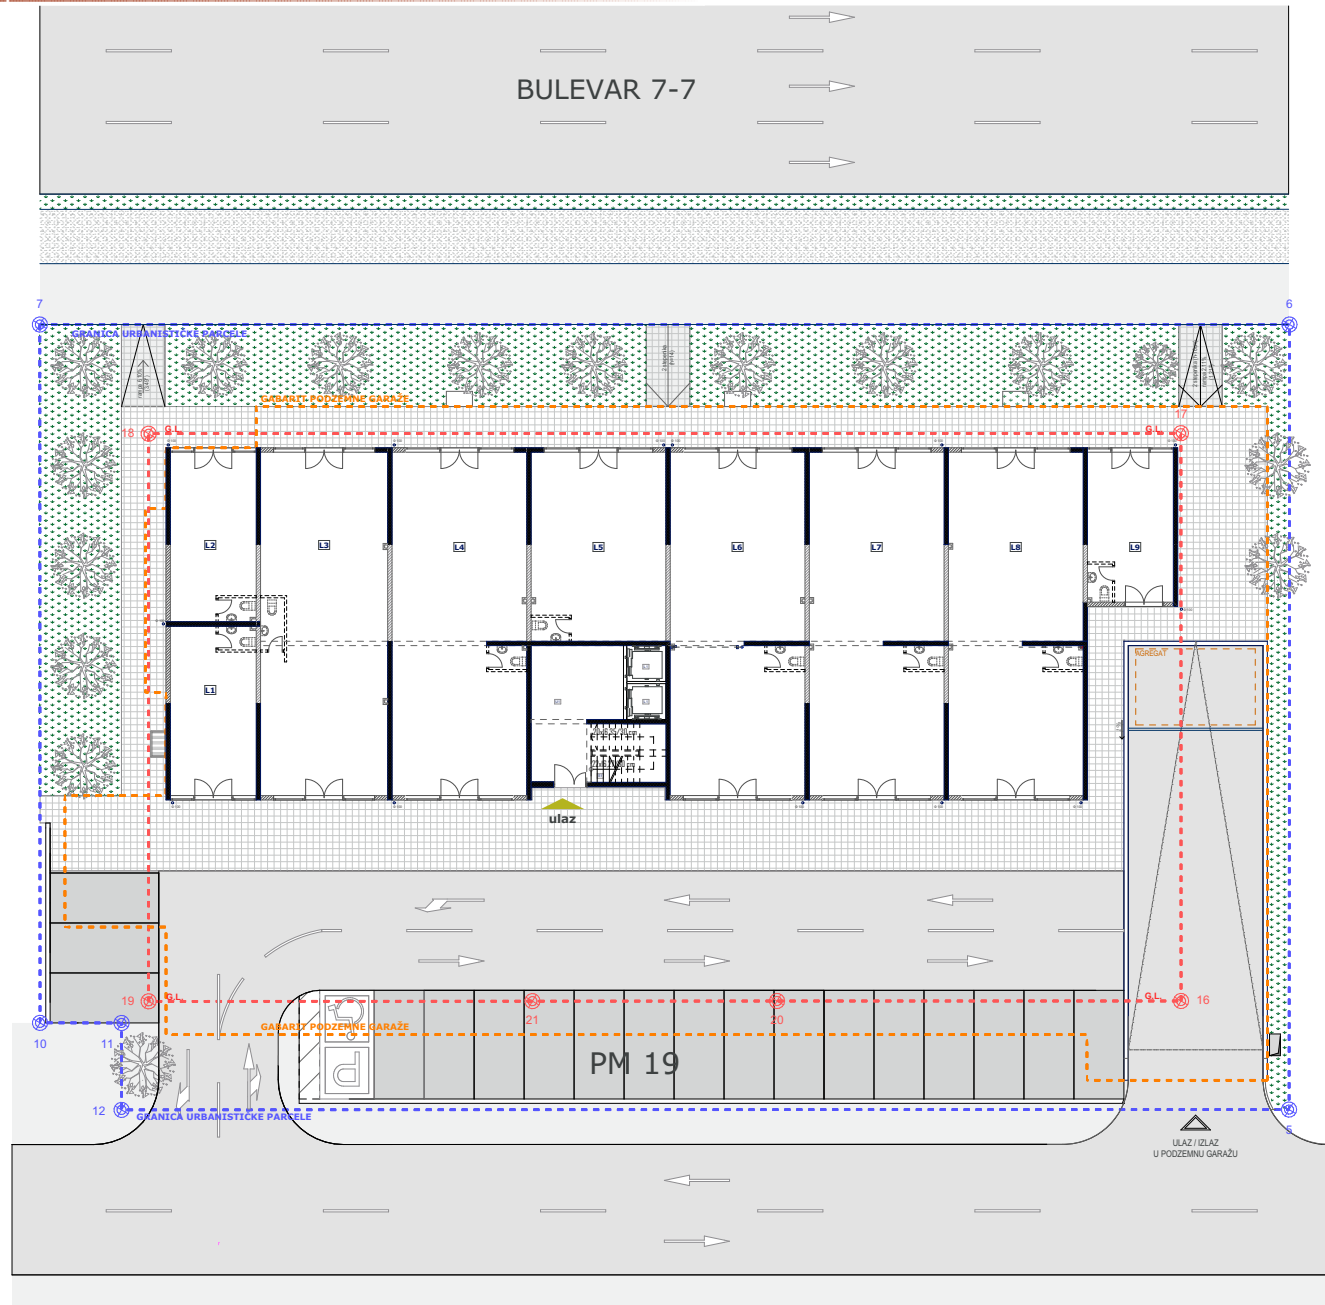 BULEVAR 7-7
7
6
GRANICA URBANISTIČKE PARCELE
GABARIT PODZEMNE GARAŽE
17
18
G.L.
G.L.
L2
L3
L4
L5
L6
L7
L8
L9
AGREGAT
L1
ulaz
19
G.L.
G.L.
16
21
20
10
11
GABARIT PODZEMNE GARAŽE
PM 19
P
12
GRANICA URBANISTIČKE PARCELE
5
ULAZ / IZLAZ
U PODZEMNU GARAŽU